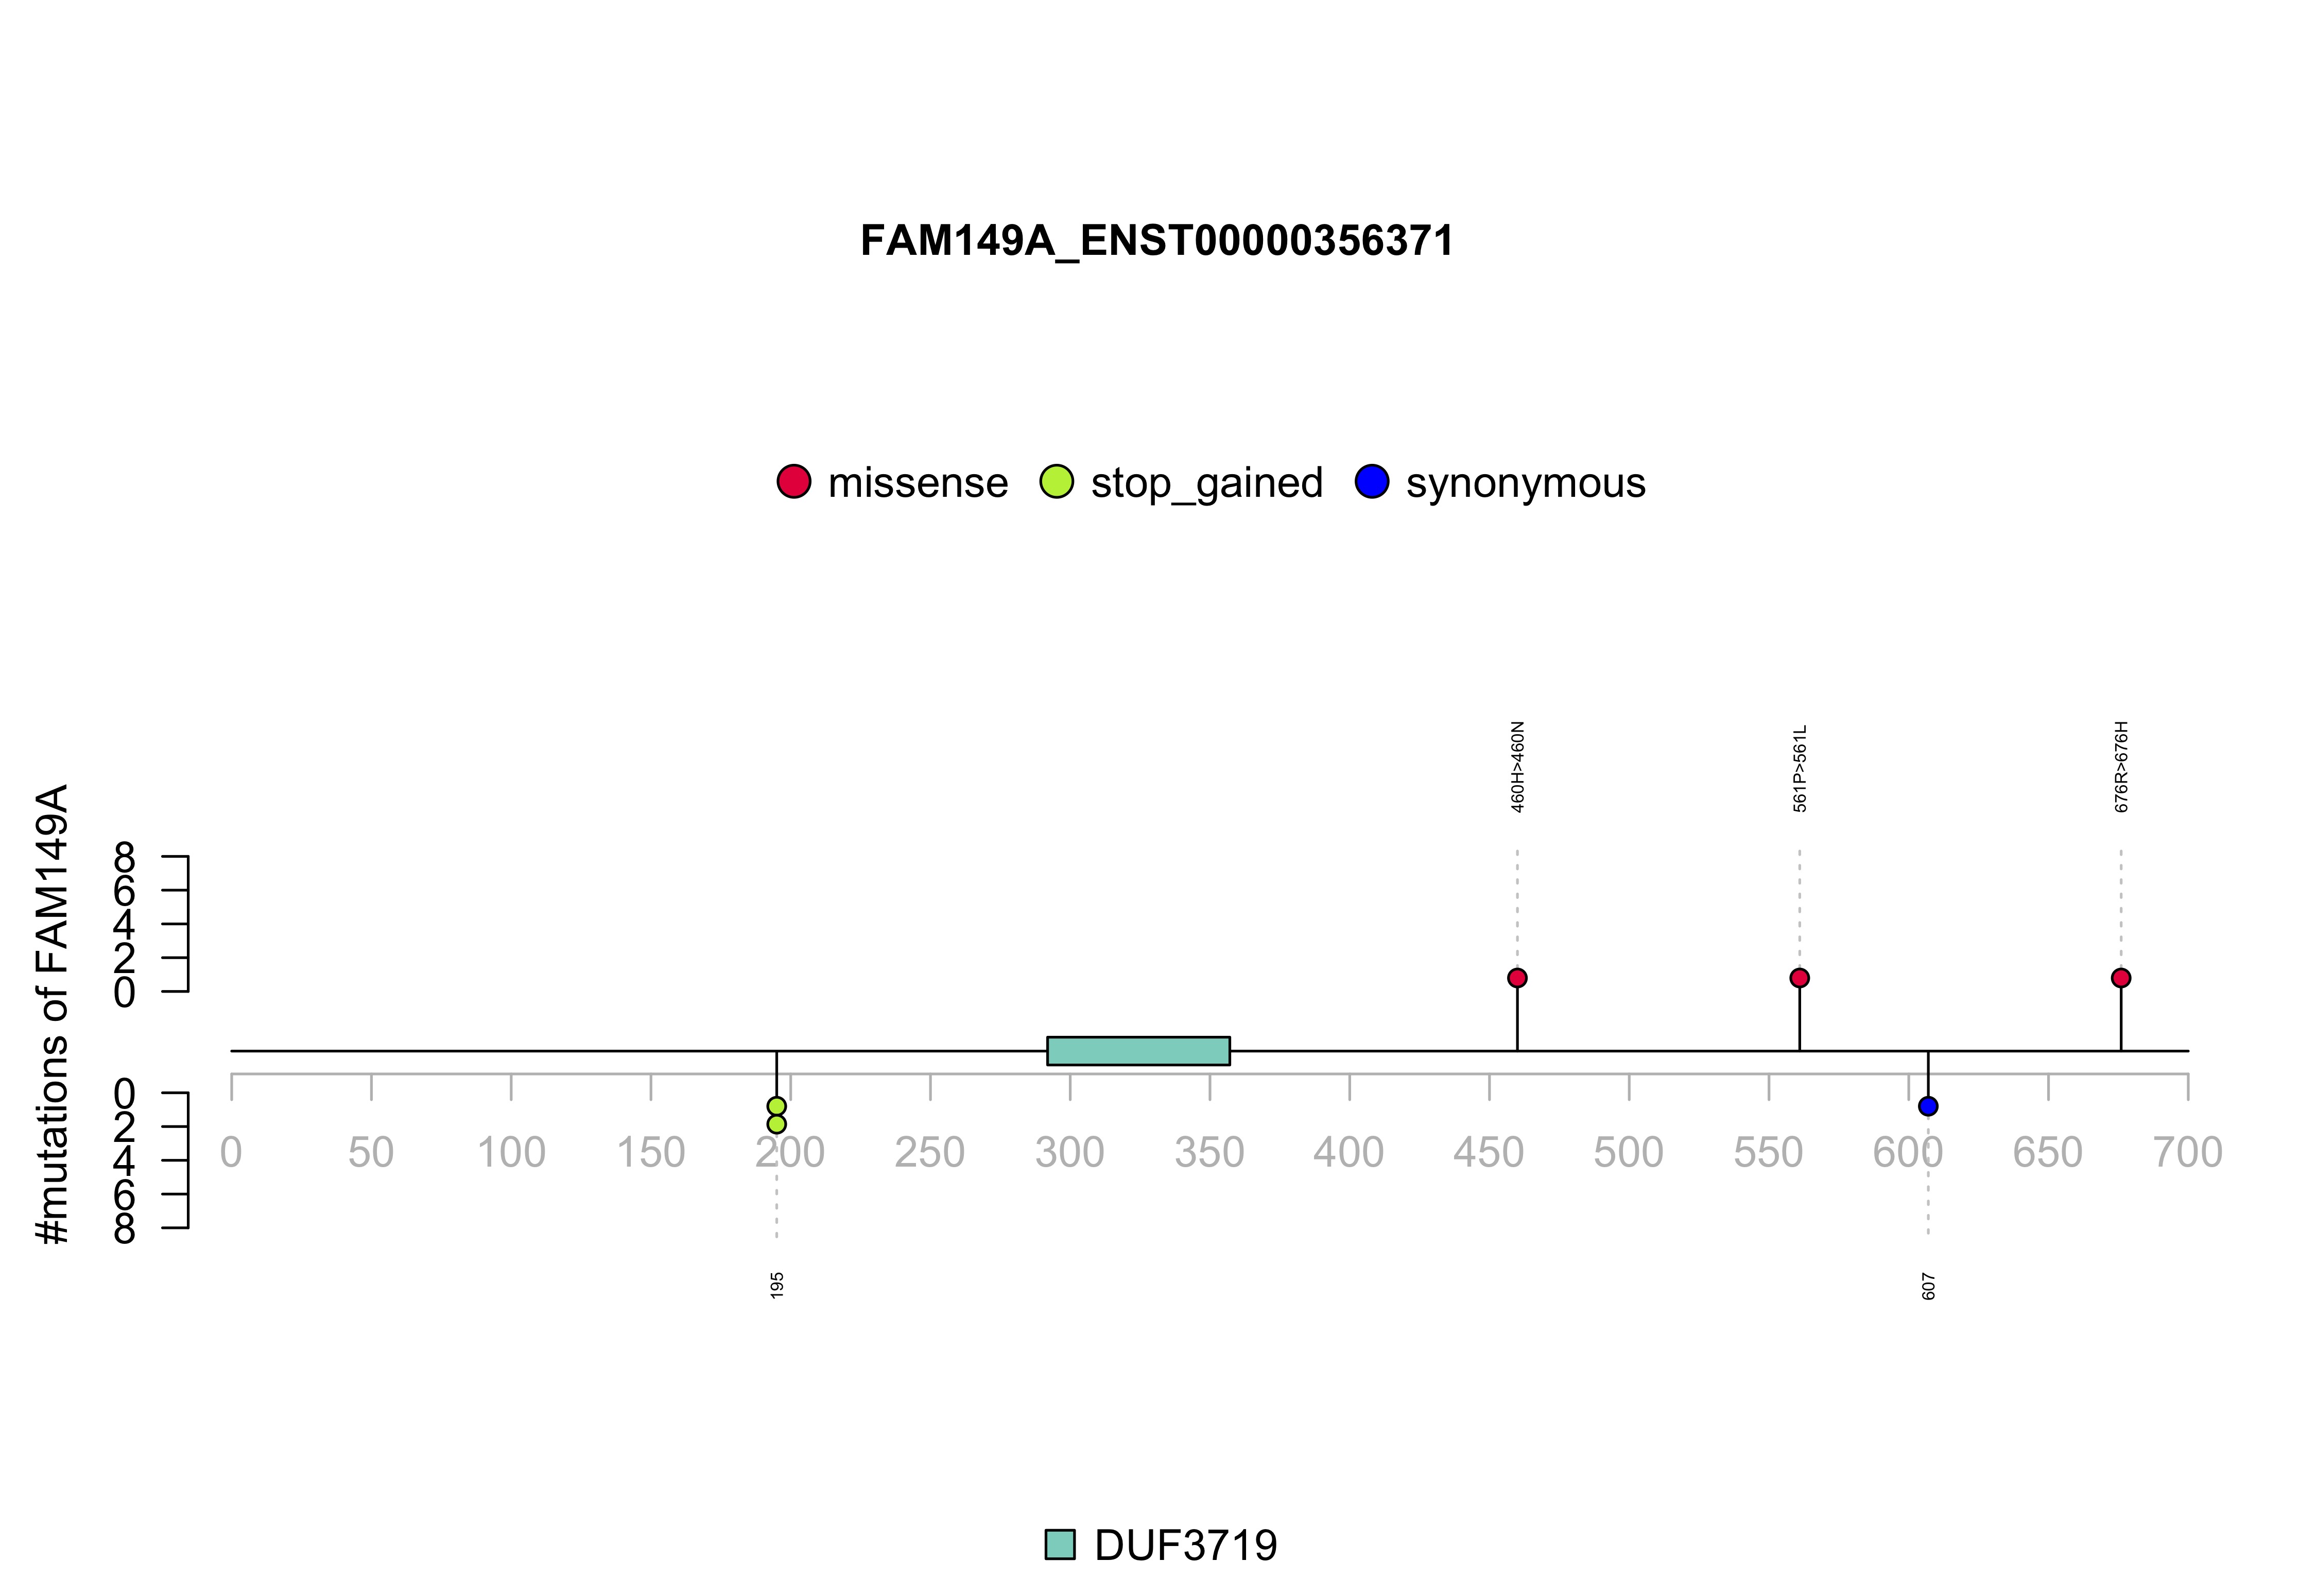 FAM149A_ENST00000356371
missense stop_gained synonymous
460H>460N 561P>561L 676R>676H
#mutations of FAM149A
8
6
4
2
0
0
2
4
6
8
0 50 100 150 200 250 300 350 400 450 500 550 600 650 700
195 607
DUF3719